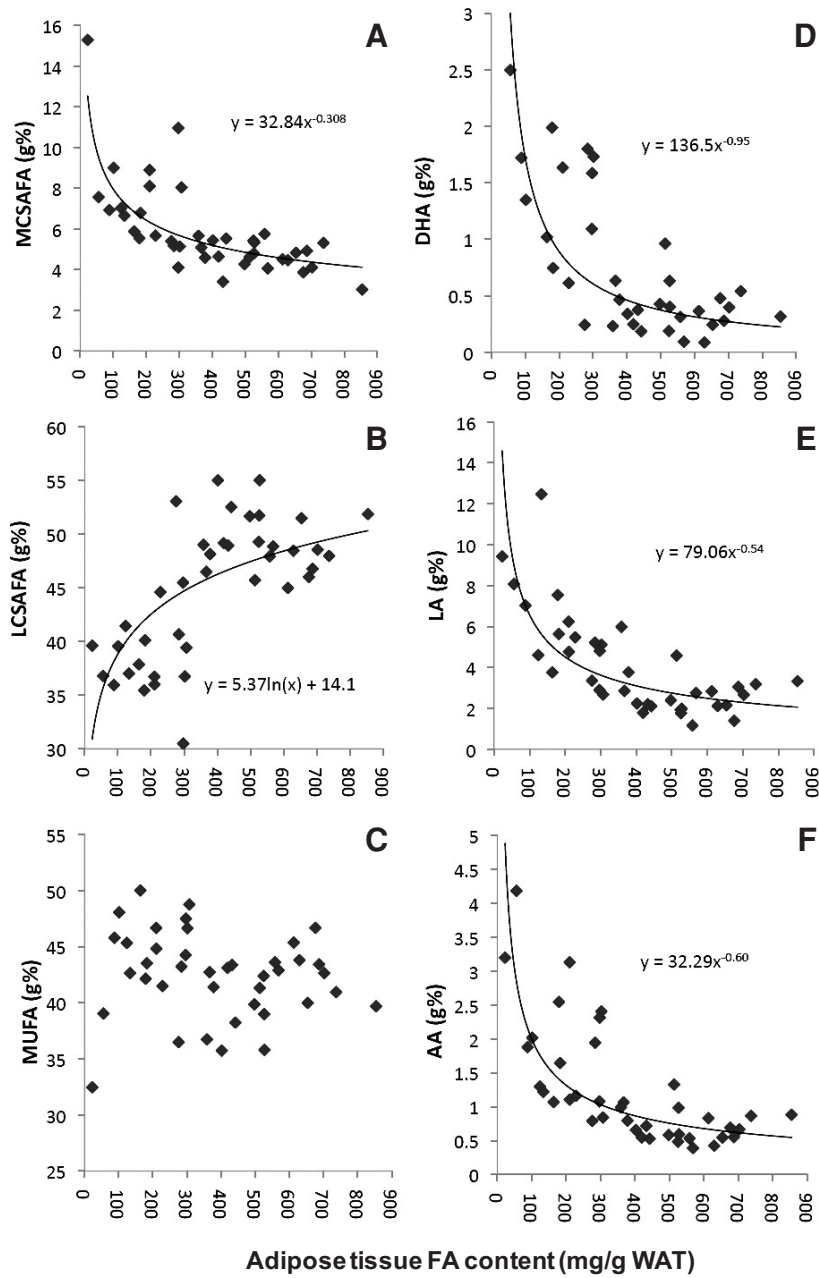 A
MCSAFA (g%)
16
14
12
10
8
6
4
2
0
y = 32.84x^-0.308
0 100 200 300 400 500 600 700 800 900
D
DHA (g%)
3
2.5
2
1.5
1
0.5
0
y = 136.5x^-0.95
0 100 200 300 400 500 600 700 800 900
B
LCSAFA (g%)
60
55
50
45
40
35
30
y = 5.37ln(x) + 14.1
0 100 200 300 400 500 600 700 800 900
E
LA (g%)
16
14
12
10
8
6
4
2
0
y = 79.06x^-0.54
0 100 200 300 400 500 600 700 800 900
C
MUFA (g%)
55
50
45
40
35
30
25
0 100 200 300 400 500 600 700 800 900
F
AA (g%)
5
4.5
4
3.5
3
2.5
2
1.5
1
0.5
0
y = 32.29x^-0.60
0 100 200 300 400 500 600 700 800 900
Adipose tissue FA content (mg/g WAT)